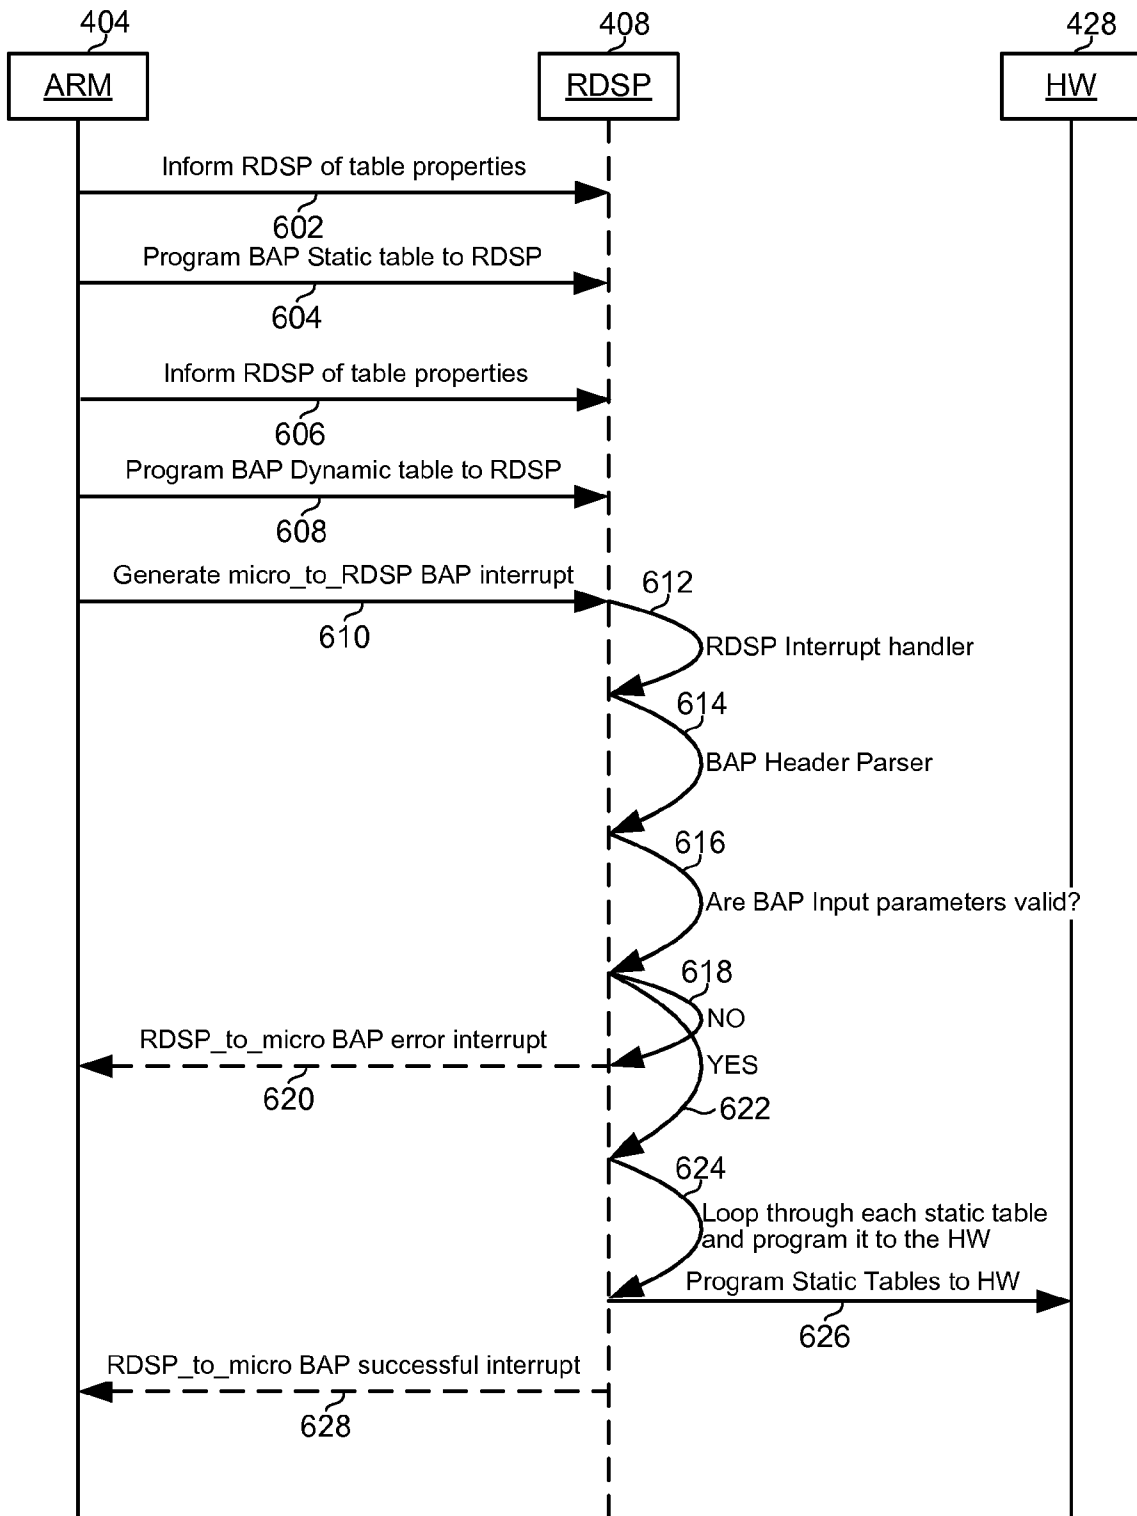 404
408
428
ARM
RDSP
HW
Inform RDSP of table properties
602
Program BAP Static table to RDSP
604
Inform RDSP of table properties
606
Program BAP Dynamic table to RDSP
608
Generate micro_to_RDSP BAP interrupt
610
612
RDSP Interrupt handler
614
BAP Header Parser
616
Are BAP Input parameters valid?
618
NO
RDSP_to_micro BAP error interrupt
620
YES
622
624
Loop through each static table
and program it to the HW
Program Static Tables to HW
626
RDSP_to_micro BAP successful interrupt
628